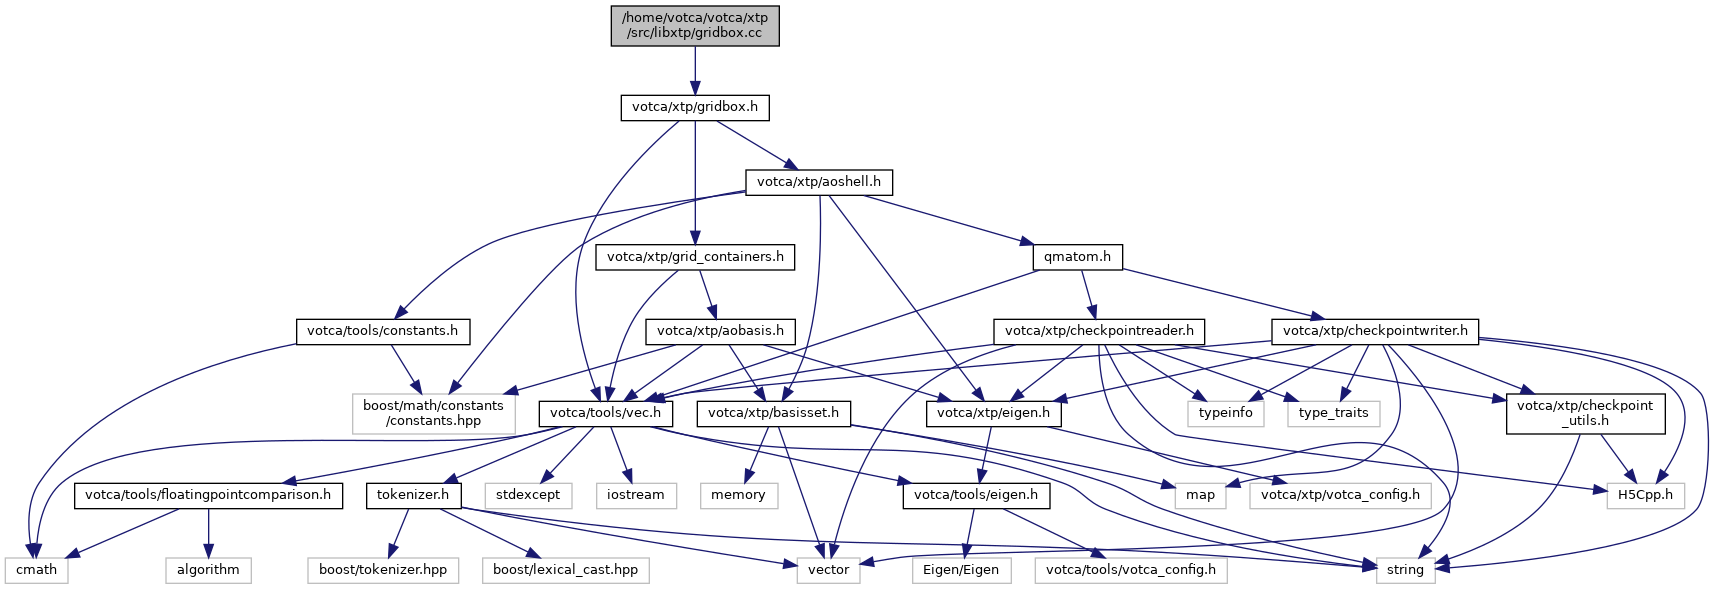 /home/votca/votca/xtp
/src/libxtp/gridbox.cc
votca/xtp/gridbox.h
votca/xtp/aoshell.h
votca/xtp/grid_containers.h
qmatom.h
votca/tools/constants.h
votca/xtp/aobasis.h
votca/xtp/checkpointreader.h
votca/xtp/checkpointwriter.h
boost/math/constants
/constants.hpp
votca/tools/vec.h
votca/xtp/basisset.h
votca/xtp/eigen.h
typeinfo
type_traits
votca/xtp/checkpoint
_utils.h
votca/tools/floatingpointcomparison.h
tokenizer.h
stdexcept
iostream
memory
votca/tools/eigen.h
map
votca/xtp/votca_config.h
H5Cpp.h
cmath
algorithm
boost/tokenizer.hpp
boost/lexical_cast.hpp
vector
Eigen/Eigen
votca/tools/votca_config.h
string